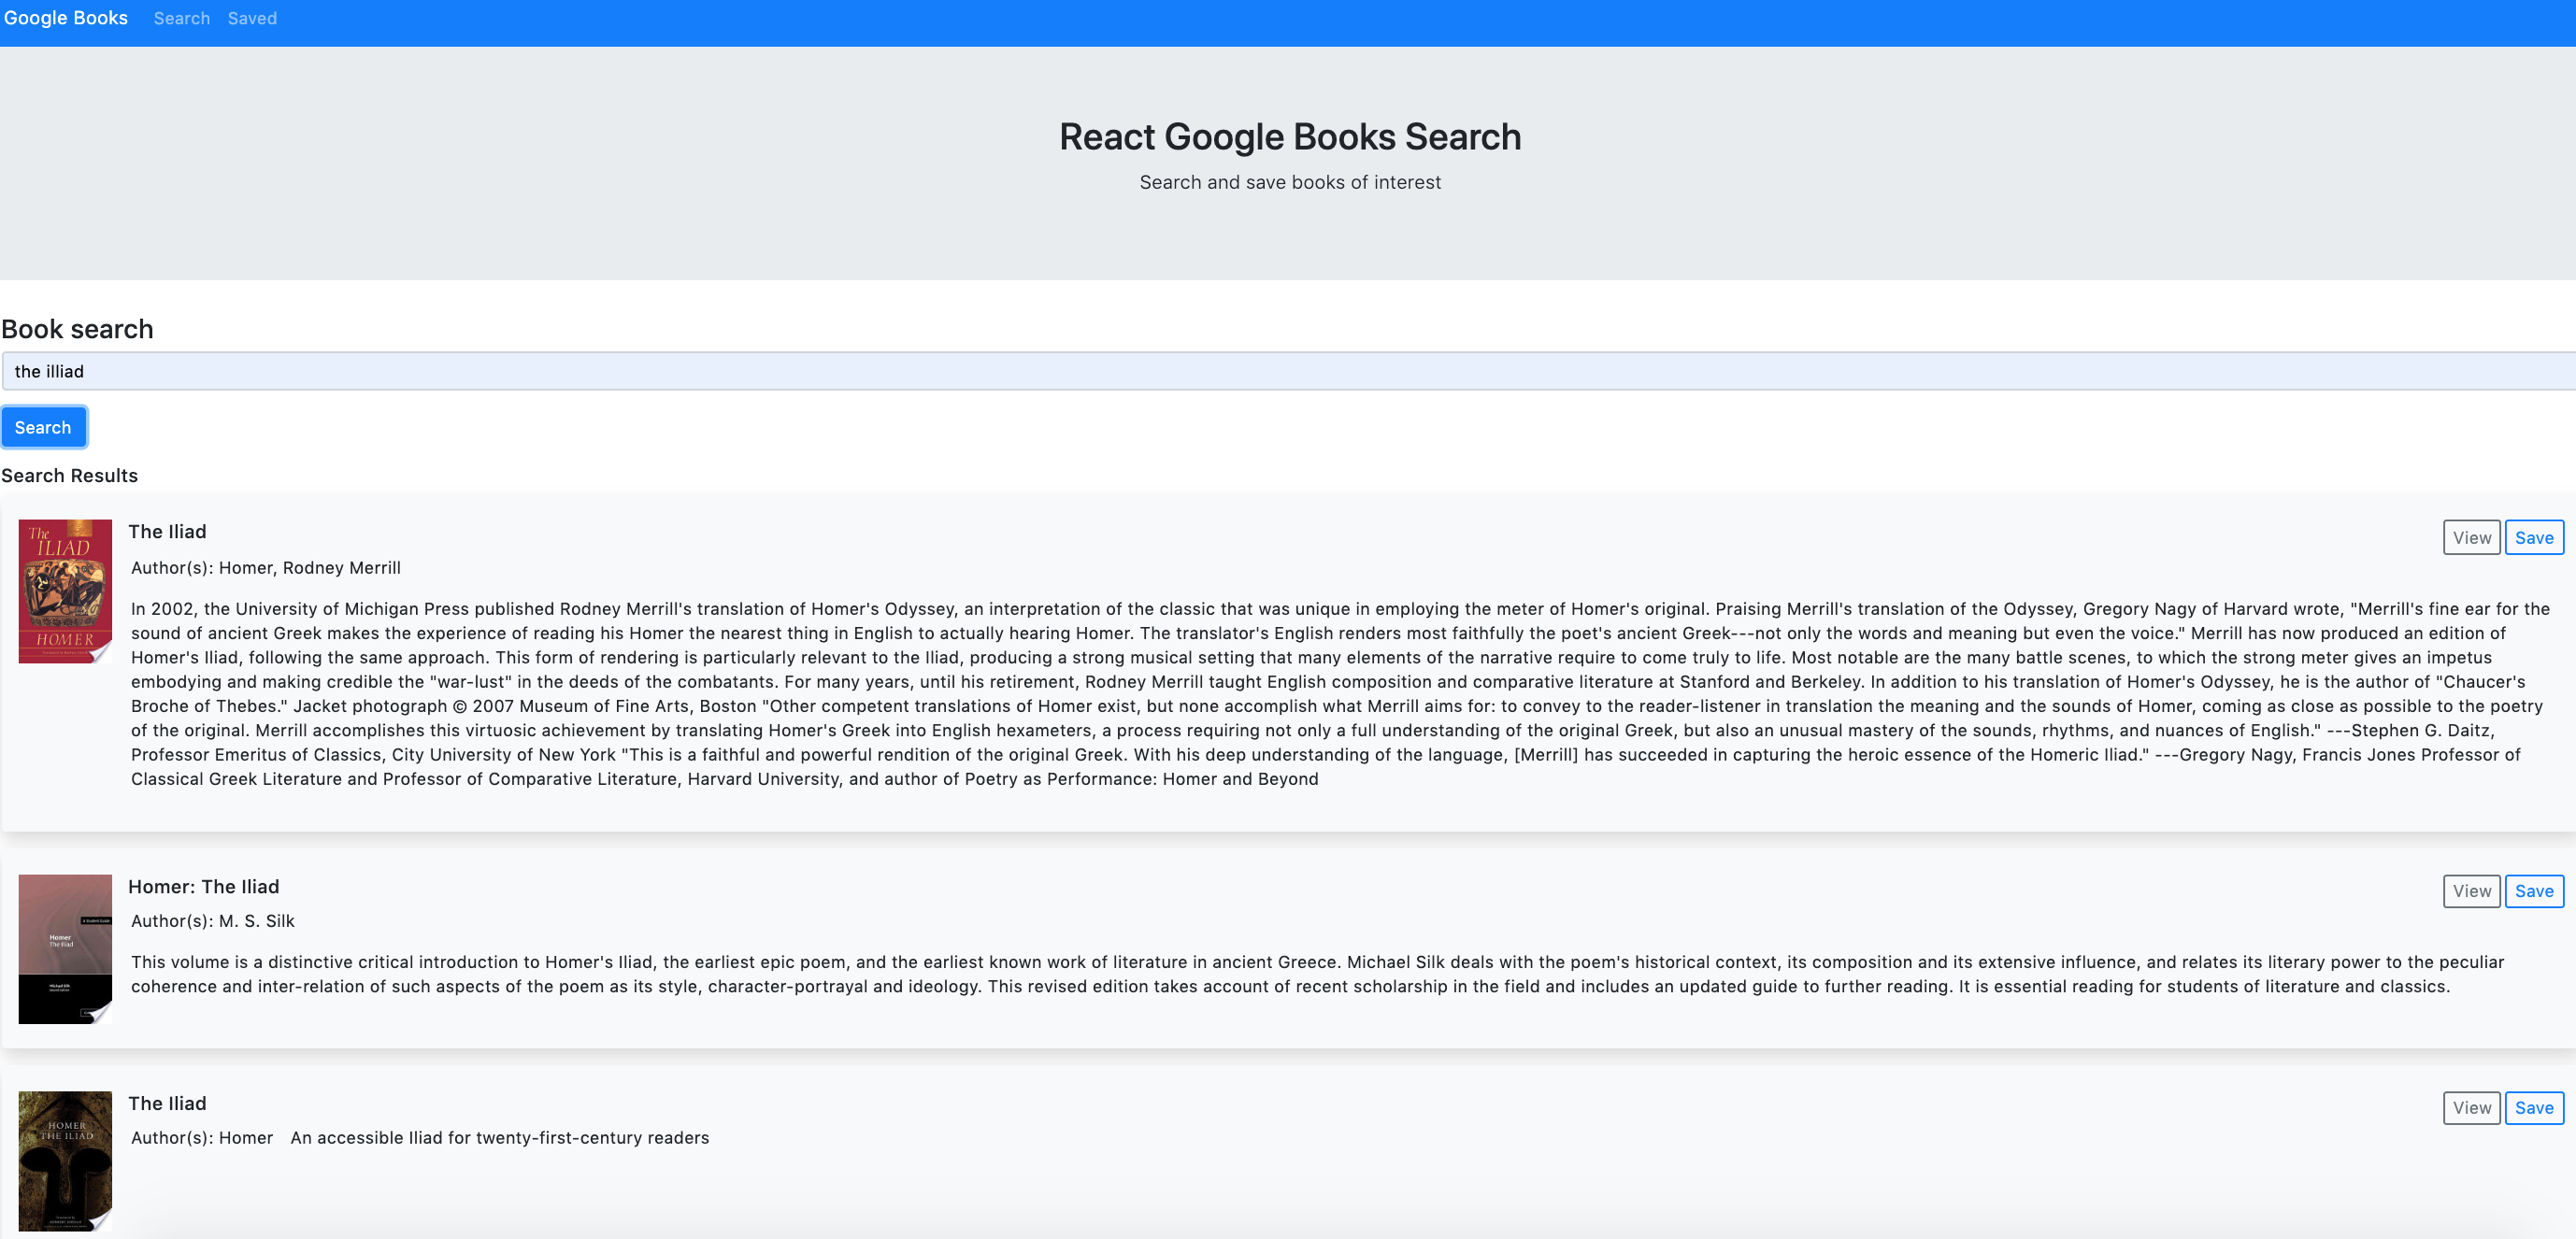 Google Books Search Saved
React Google Books Search
Search and save books of interest
Book search
the illiad
Search
Search Results
The
ILIAD
HOMER
The Iliad
View Save
Author(s): Homer, Rodney Merrill
In 2002, the University of Michigan Press published Rodney Merrill's translation of Homer's Odyssey, an interpretation of the classic that was unique in employing the meter of Homer's original. Praising Merrill's translation of the Odyssey, Gregory Nagy of Harvard wrote, "Merrill's fine ear for the
sound of ancient Greek makes the experience of reading his Homer the nearest thing in English to actually hearing Homer. The translator's English renders most faithfully the poet's ancient Greek---not only the words and meaning but even the voice." Merrill has now produced an edition of
Homer's Iliad, following the same approach. This form of rendering is particularly relevant to the Iliad, producing a strong musical setting that many elements of the narrative require to come truly to life. Most notable are the many battle scenes, to which the strong meter gives an impetus
embodying and making credible the "war-lust" in the deeds of the combatants. For many years, until his retirement, Rodney Merrill taught English composition and comparative literature at Stanford and Berkeley. In addition to his translation of Homer's Odyssey, he is the author of "Chaucer's
Broche of Thebes." Jacket photograph © 2007 Museum of Fine Arts, Boston "Other competent translations of Homer exist, but none accomplish what Merrill aims for: to convey to the reader-listener in translation the meaning and the sounds of Homer, coming as close as possible to the poetry
of the original. Merrill accomplishes this virtuosic achievement by translating Homer's Greek into English hexameters, a process requiring not only a full understanding of the original Greek, but also an unusual mastery of the sounds, rhythms, and nuances of English." ---Stephen G. Daitz,
Professor Emeritus of Classics, City University of New York "This is a faithful and powerful rendition of the original Greek. With his deep understanding of the language, [Merrill] has succeeded in capturing the heroic essence of the Homeric Iliad." ---Gregory Nagy, Francis Jones Professor of
Classical Greek Literature and Professor of Comparative Literature, Harvard University, and author of Poetry as Performance: Homer and Beyond
Homer
The Iliad
Homer: The Iliad
View Save
Author(s): M. S. Silk
This volume is a distinctive critical introduction to Homer's Iliad, the earliest epic poem, and the earliest known work of literature in ancient Greece. Michael Silk deals with the poem's historical context, its composition and its extensive influence, and relates its literary power to the peculiar
coherence and inter-relation of such aspects of the poem as its style, character-portrayal and ideology. This revised edition takes account of recent scholarship in the field and includes an updated guide to further reading. It is essential reading for students of literature and classics.
HOMER
THE ILIAD
The Iliad
View Save
Author(s): Homer An accessible Iliad for twenty-first-century readers